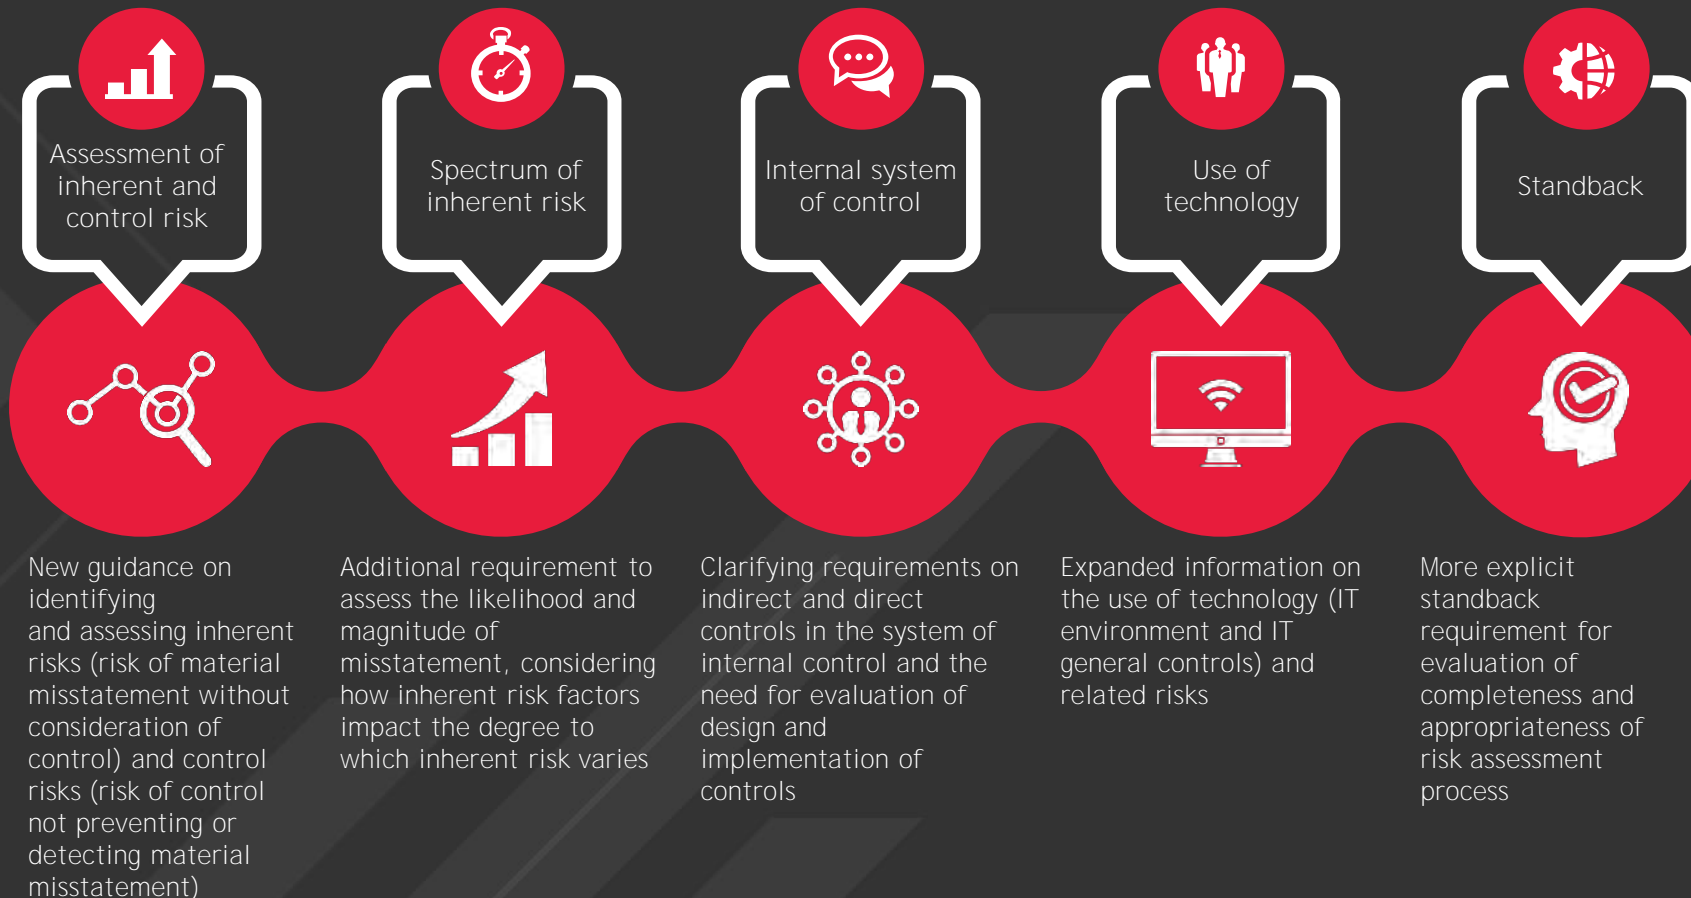 Assessment of
inherent and
control risk
Spectrum of
inherent risk
Internal system
of control
Use of
technology
Standback
New guidance on
identifying
and assessing inherent
risks (risk of material
misstatement without
consideration of
control) and control
risks (risk of control
not preventing or
detecting material
misstatement)
Additional requirement to
assess the likelihood and
magnitude of
misstatement, considering
how inherent risk factors
impact the degree to
which inherent risk varies
Clarifying requirements on
indirect and direct
controls in the system of
internal control and the
need for evaluation of
design and
implementation of
controls
Expanded information on
the use of technology (IT
environment and IT
general controls) and
related risks
More explicit
standback
requirement for
evaluation of
completeness and
appropriateness of
risk assessment
process